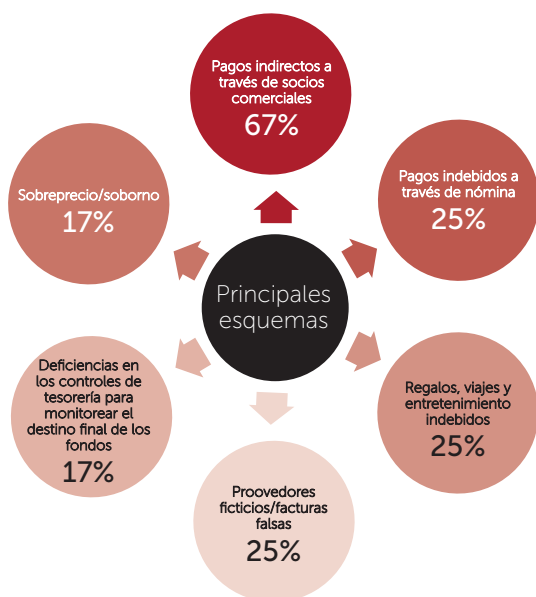 Pagos indirectos a
través de socios
comerciales
67%
Pagos indebidos a
través de nómina
25%
Regalos, viajes y
entretenimiento
indebidos
25%
Proovedores
ficticios/facturas
falsas
25%
Deficiencias en
los controles de
tesorería para
monitorear el
destino final de los
fondos
17%
Sobreprecio/soborno
17%
Principales
esquemas